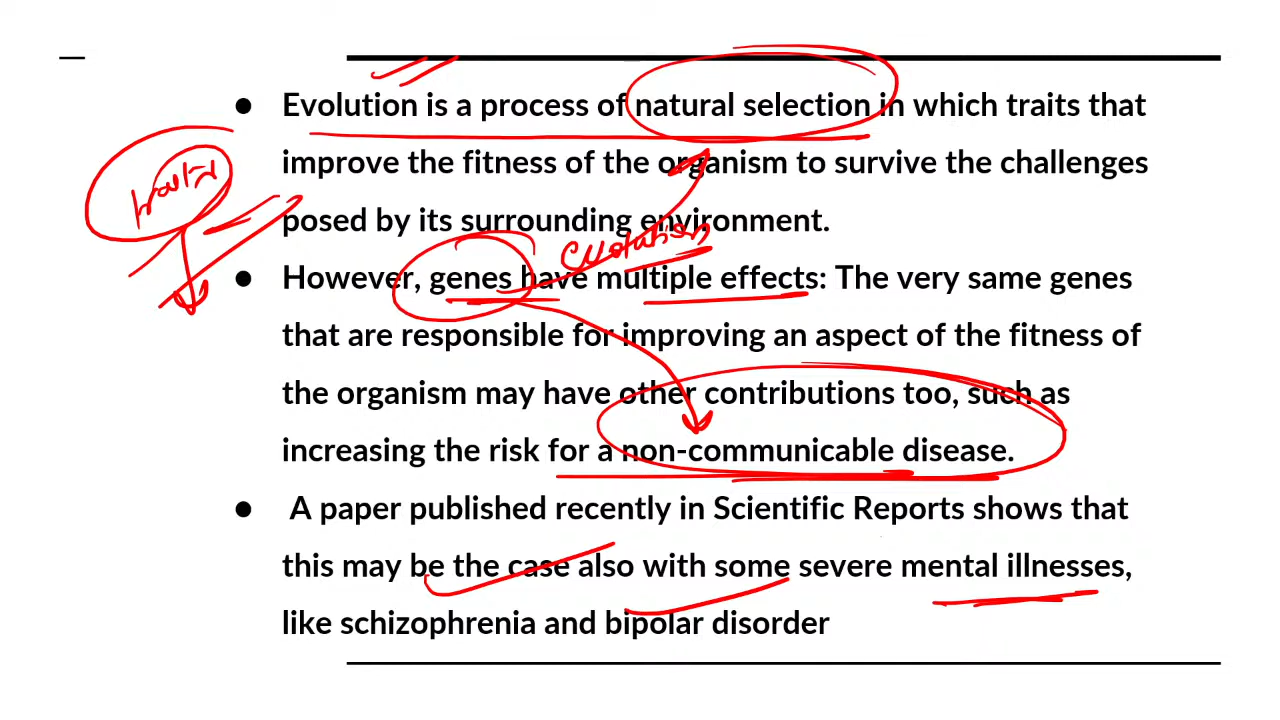 ● Evolution is a process of natural selection in which traits that
improve the fitness of the organism to survive the challenges
posed by its surrounding environment.
traits
evolution
● However, genes have multiple effects: The very same genes
that are responsible for improving an aspect of the fitness of
the organism may have other contributions too, such as
increasing the risk for a non-communicable disease.
● A paper published recently in Scientific Reports shows that
this may be the case also with some severe mental illnesses,
like schizophrenia and bipolar disorder